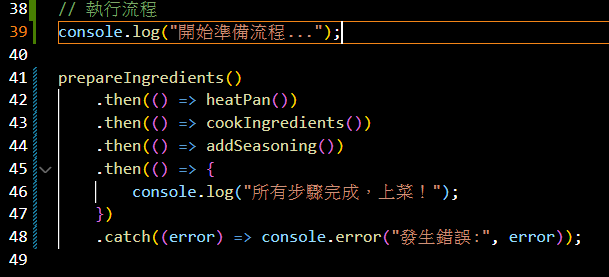 38 // 執行流程
39 console.log("開始準備流程...");
40
41 prepareIngredients()
42 .then(() => heatPan())
43 .then(() => cookIngredients())
44 .then(() => addSeasoning())
45 .then(() => {
46 console.log("所有步驟完成，上菜！");
47 })
48 .catch((error) => console.error("發生錯誤:", error));
49